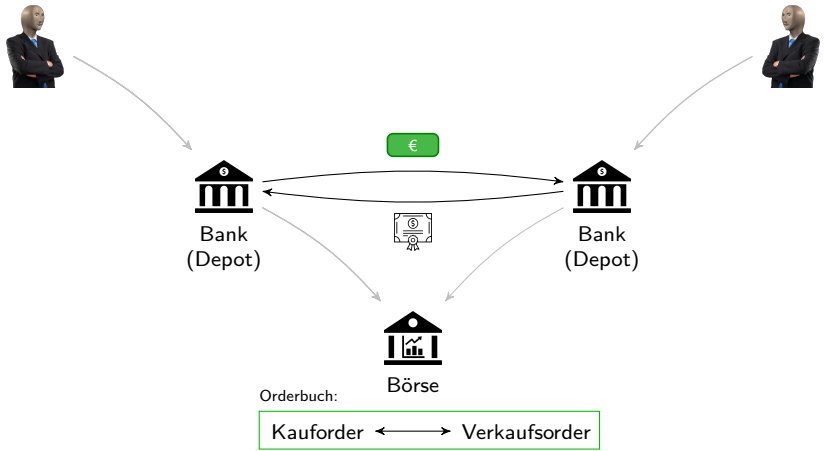 €
Bank
(Depot)
Bank
(Depot)
Börse
Orderbuch:
Kauforder
Verkaufsorder